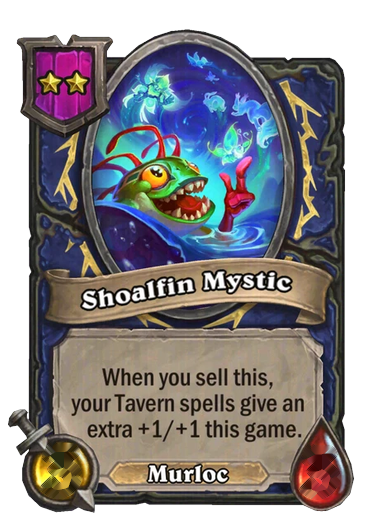 Shoalfin Mystic
When you sell this,
your Tavern spells give an
extra +1/+1 this game.
Murloc